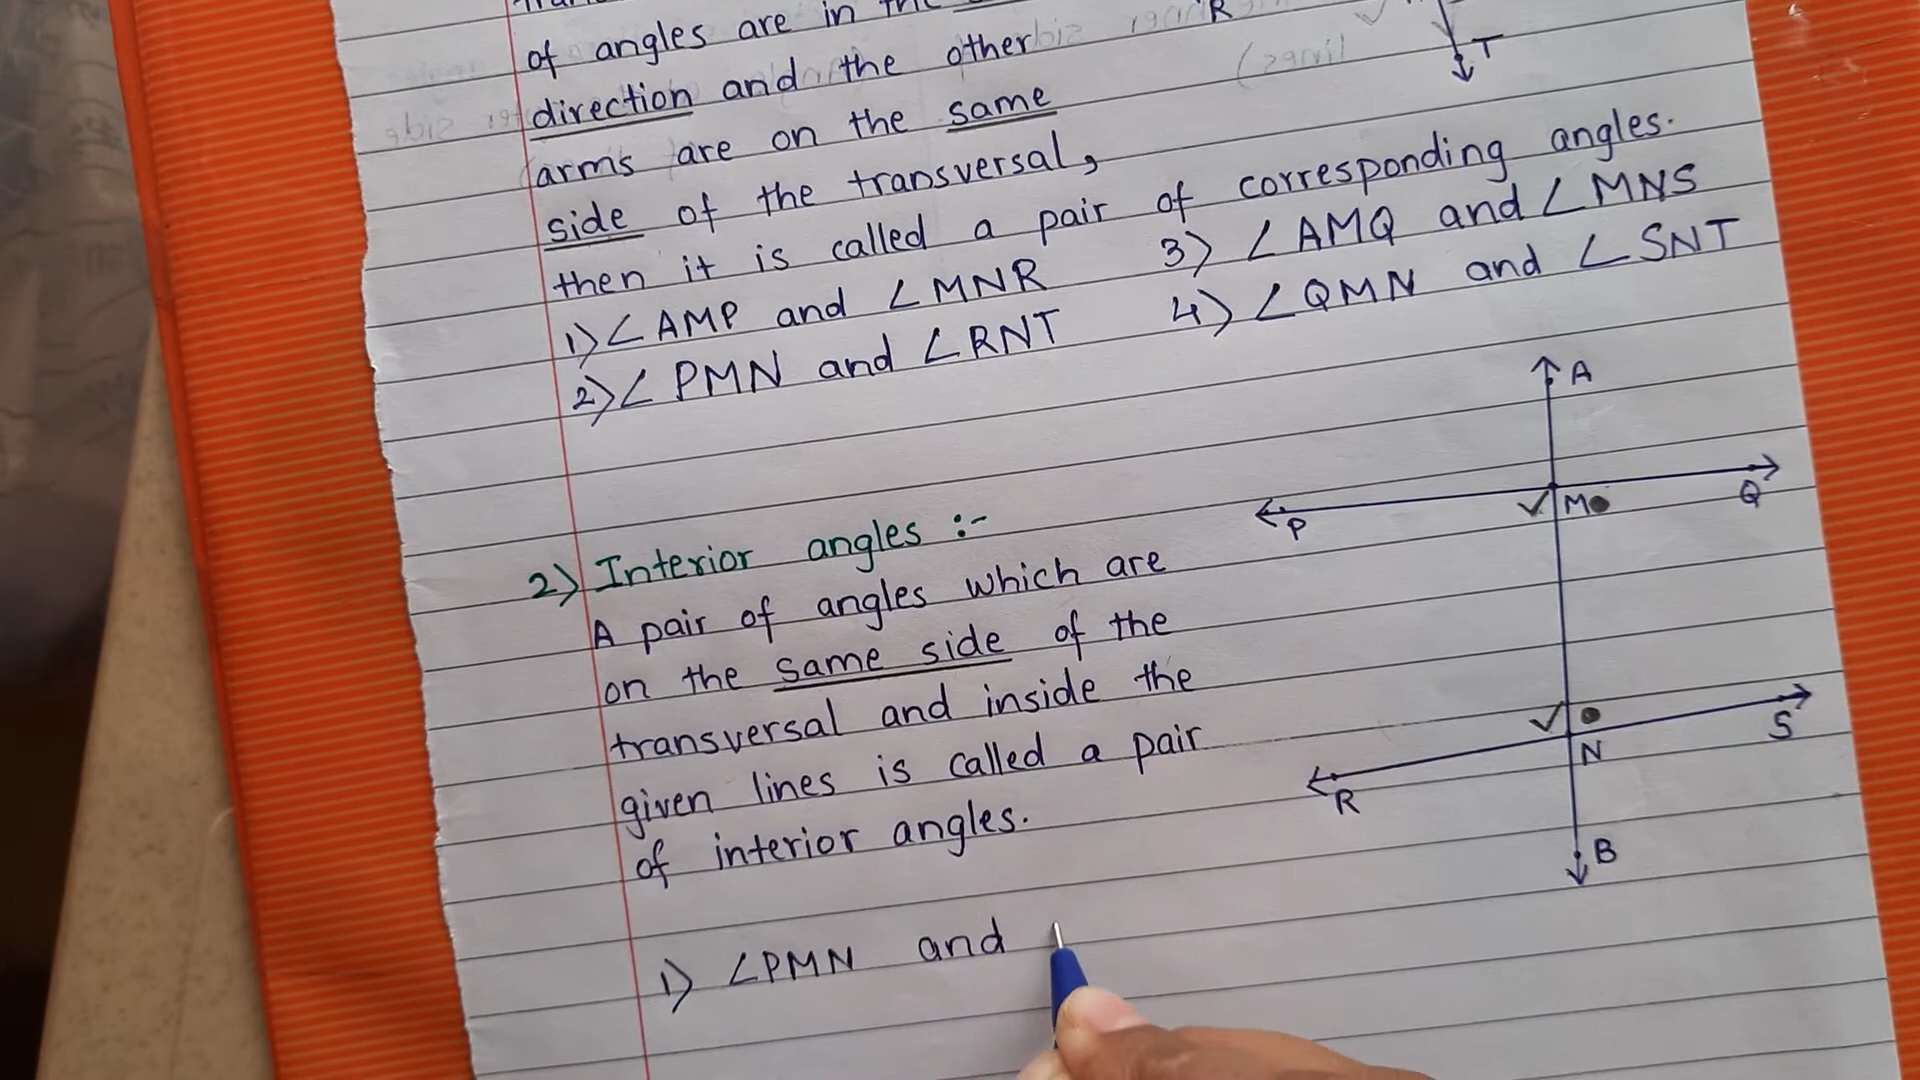 of angles are in the
direction and the other
arms are on the same
side of the transversal,
then it is called a pair of corresponding angles.
1) ∠AMP and ∠MNR 3) ∠AMQ and ∠MNS
2) ∠PMN and ∠RNT 4) ∠QMN and ∠SNT
2) Interior angles :-
A pair of angles which are
on the same side of the
transversal and inside the
given lines is called a pair
of interior angles.
1) ∠PMN and
R
T
A
M
Q
P
S
N
R
B